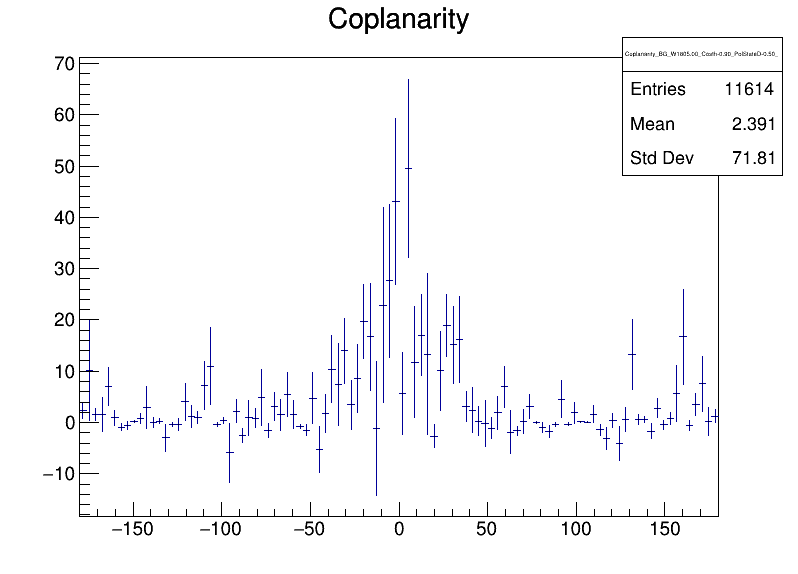 Coplanarity
Coplanarity_BG_W1605.00_Costh-0.90_PolStateD-0.50_
Entries 11614
Mean 2.391
Std Dev 71.81
70
60
50
40
30
20
10
0
−10
−150 −100 −50 0 50 100 150